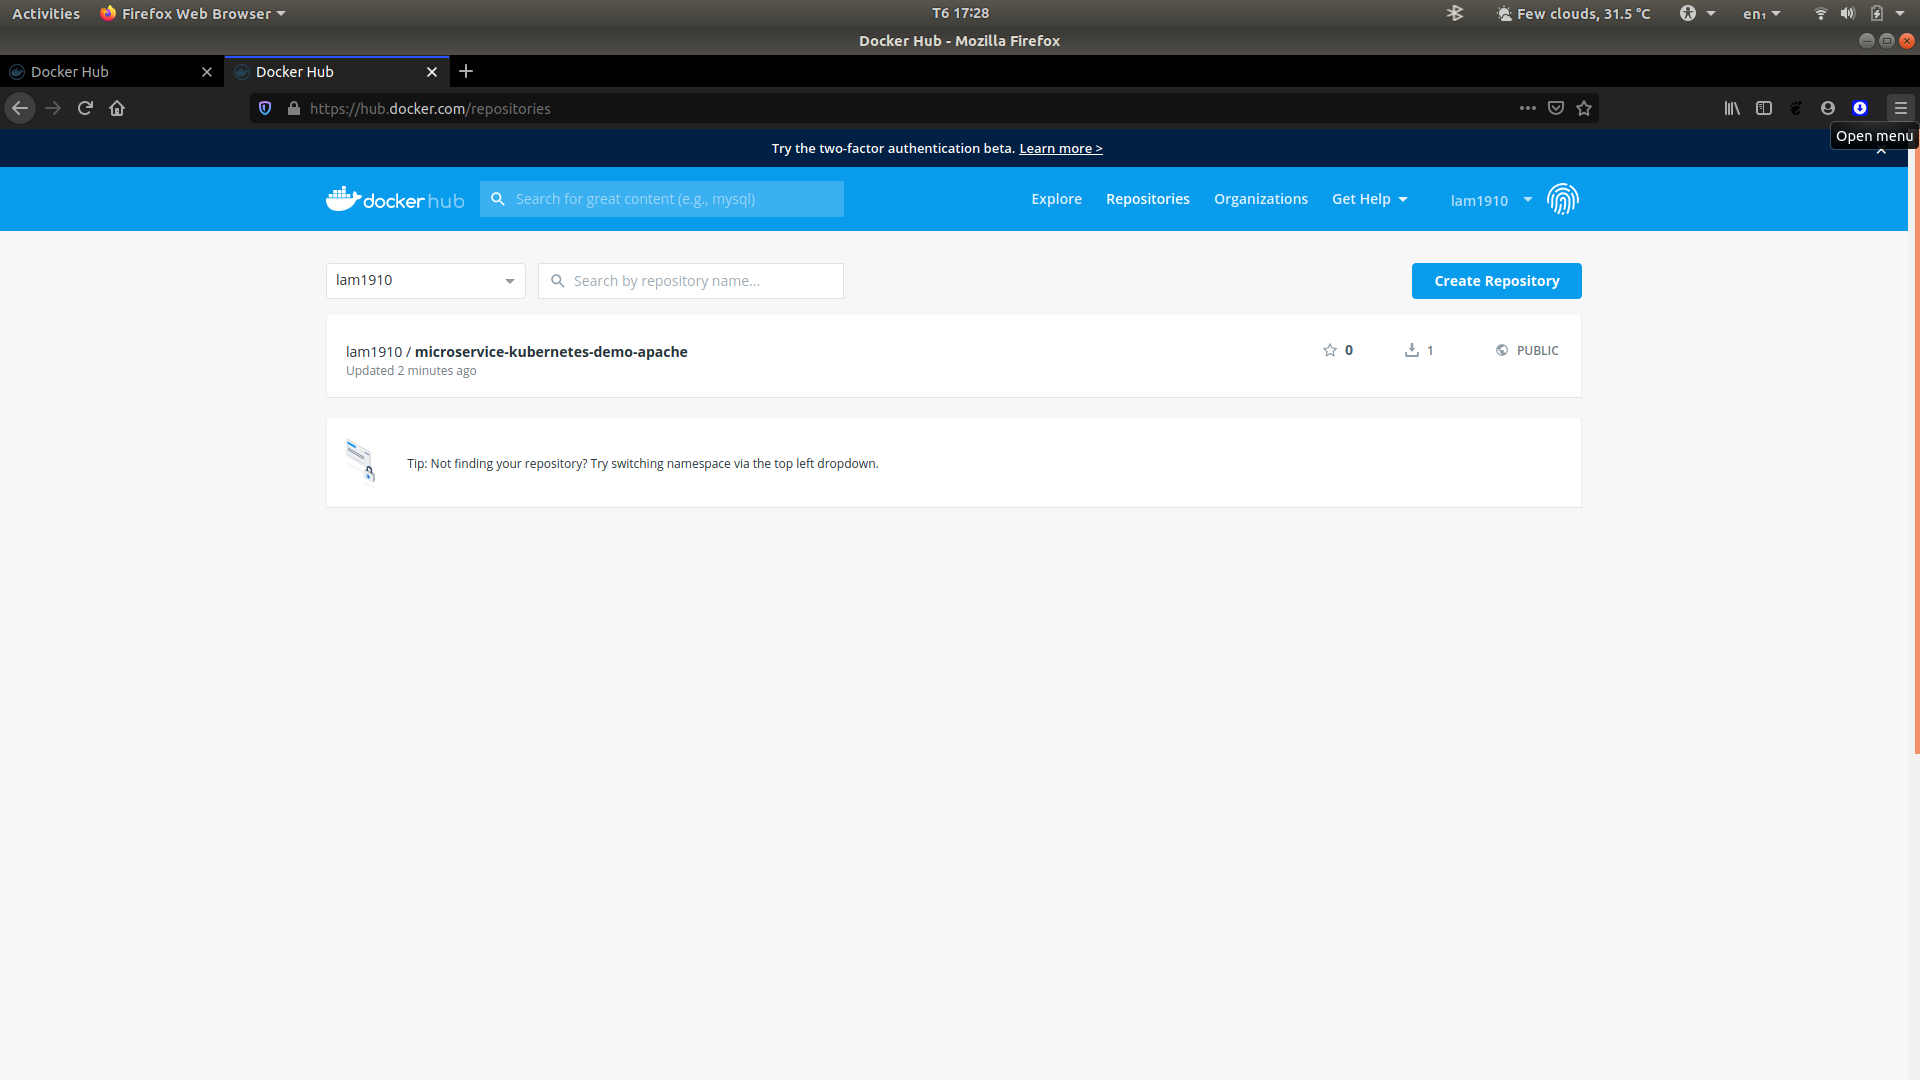 Activities Firefox Web Browser T6 17:28 Few clouds, 31.5 °C en₁
Docker Hub - Mozilla Firefox
Docker Hub Docker Hub
https://hub.docker.com/repositories
Open menu
Try the two-factor authentication beta. Learn more >
docker hub Search for great content (e.g., mysql) Explore Repositories Organizations Get Help lam1910
lam1910 Search by repository name... Create Repository
lam1910 / microservice-kubernetes-demo-apache 0 1 PUBLIC
Updated 2 minutes ago
Tip: Not finding your repository? Try switching namespace via the top left dropdown.